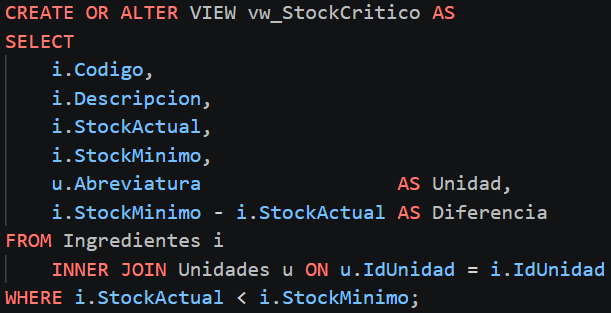 CREATE OR ALTER VIEW vw_StockCritico AS
SELECT
    i.Codigo,
    i.Descripcion,
    i.StockActual,
    i.StockMinimo,
    u.Abreviatura                 AS Unidad,
    i.StockMinimo - i.StockActual AS Diferencia
FROM Ingredientes i
    INNER JOIN Unidades u ON u.IdUnidad = i.IdUnidad
WHERE i.StockActual < i.StockMinimo;